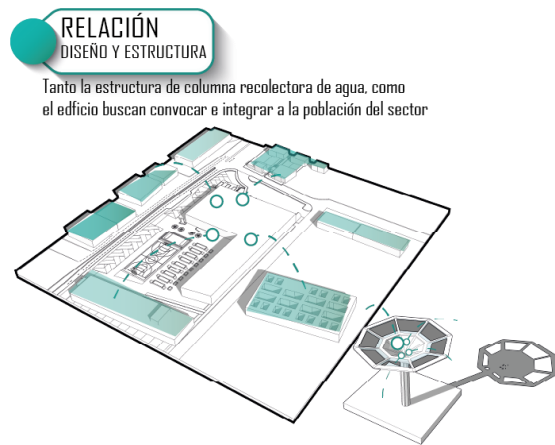 RELACIÓN
DISEÑO Y ESTRUCTURA
Tanto la estructura de columna recolectora de agua, como
el edficio buscan convocar e integrar a la población del sector